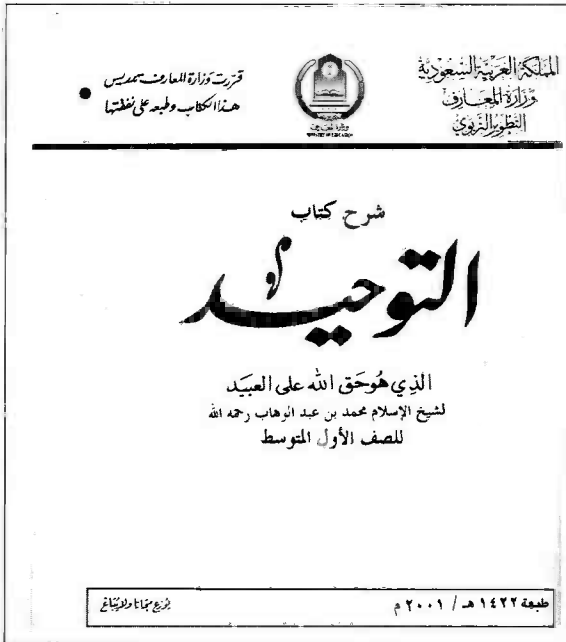 المملكة العربية السعودية
وزارة المعارف
التطوير التربوي
قررت وزارة المعارف تدريس
هذا الكتاب وطبعه على نفقتها
شرح كتاب
التوحيد
الذي هو حق الله على العبيد
لشيخ الإسلام محمد بن عبد الوهاب رحمه الله
للصف الأول المتوسط
طبعة ١٤٢٢ هـ / ٢٠٠١ م
يوزع مجانا ولا يباع